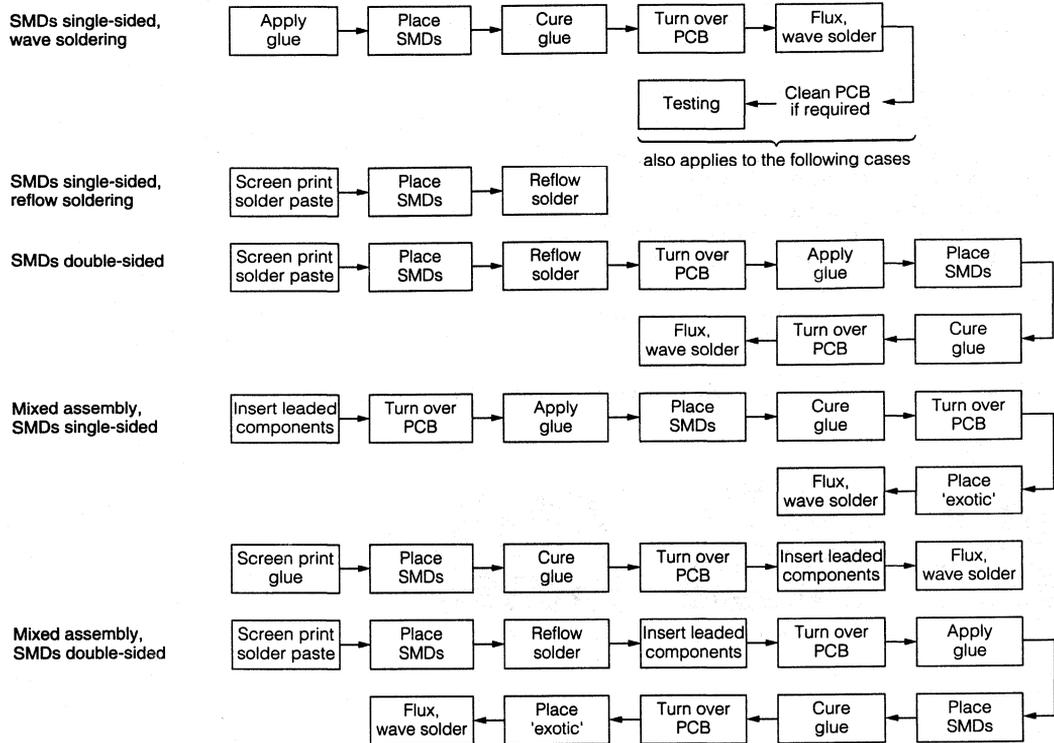 SMDs single-sided,
wave soldering
Apply
glue
Place
SMDs
Cure
glue
Turn over
PCB
Flux,
wave solder
Testing
Clean PCB
if required
also applies to the following cases
SMDs single-sided,
reflow soldering
Screen print
solder paste
Place
SMDs
Reflow
solder
SMDs double-sided
Screen print
solder paste
Place
SMDs
Reflow
solder
Turn over
PCB
Apply
glue
Place
SMDs
Flux,
wave solder
Turn over
PCB
Cure
glue
Mixed assembly,
SMDs single-sided
Insert leaded
components
Turn over
PCB
Apply
glue
Place
SMDs
Cure
glue
Turn over
PCB
Flux,
wave solder
Place
'exotic'
Screen print
glue
Place
SMDs
Cure
glue
Turn over
PCB
Insert leaded
components
Flux,
wave solder
Mixed assembly,
SMDs double-sided
Screen print
solder paste
Place
SMDs
Reflow
solder
Insert leaded
components
Turn over
PCB
Apply
glue
Flux,
wave solder
Place
'exotic'
Turn over
PCB
Cure
glue
Place
SMDs